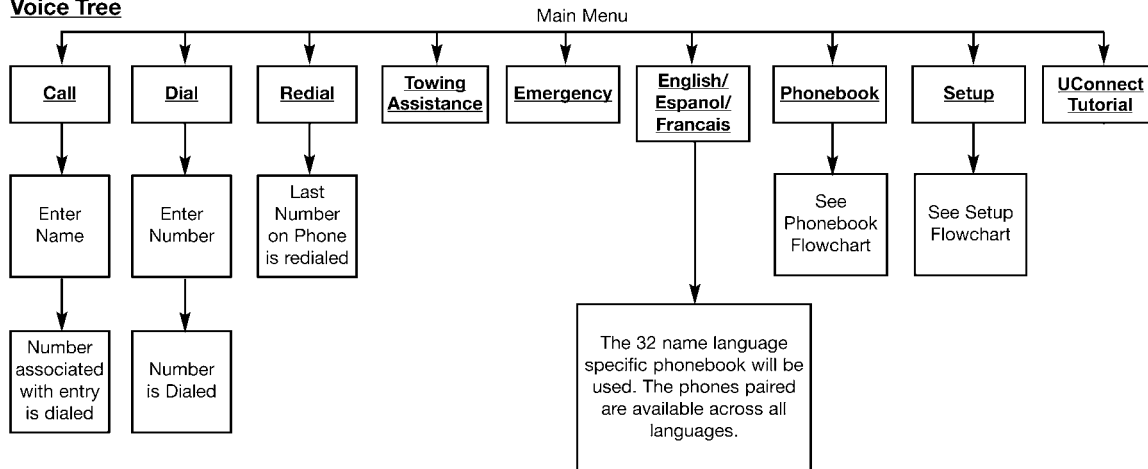 Voice Tree
Main Menu
Call
Dial
Redial
Towing
Assistance
Emergency
English/
Espanol/
Francais
Phonebook
Setup
UConnect
Tutorial
Enter
Name
Enter
Number
Last
Number
on Phone
is redialed
See
Phonebook
Flowchart
See Setup
Flowchart
Number
associated
with entry
is dialed
Number
is Dialed
The 32 name language
specific phonebook will be
used. The phones paired
are available across all
languages.